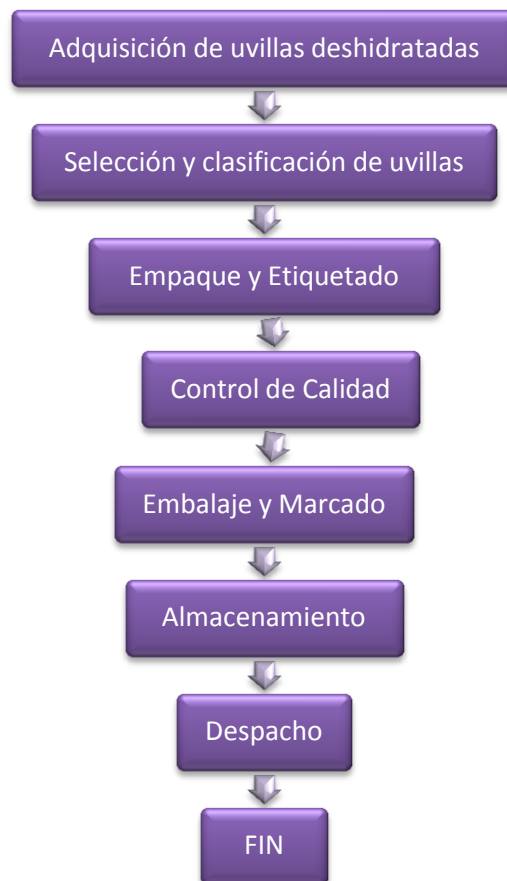 Adquisición de uvillas deshidratadas
Selección y clasificación de uvillas
Empaque y Etiquetado
Control de Calidad
Embalaje y Marcado
Almacenamiento
Despacho
FIN